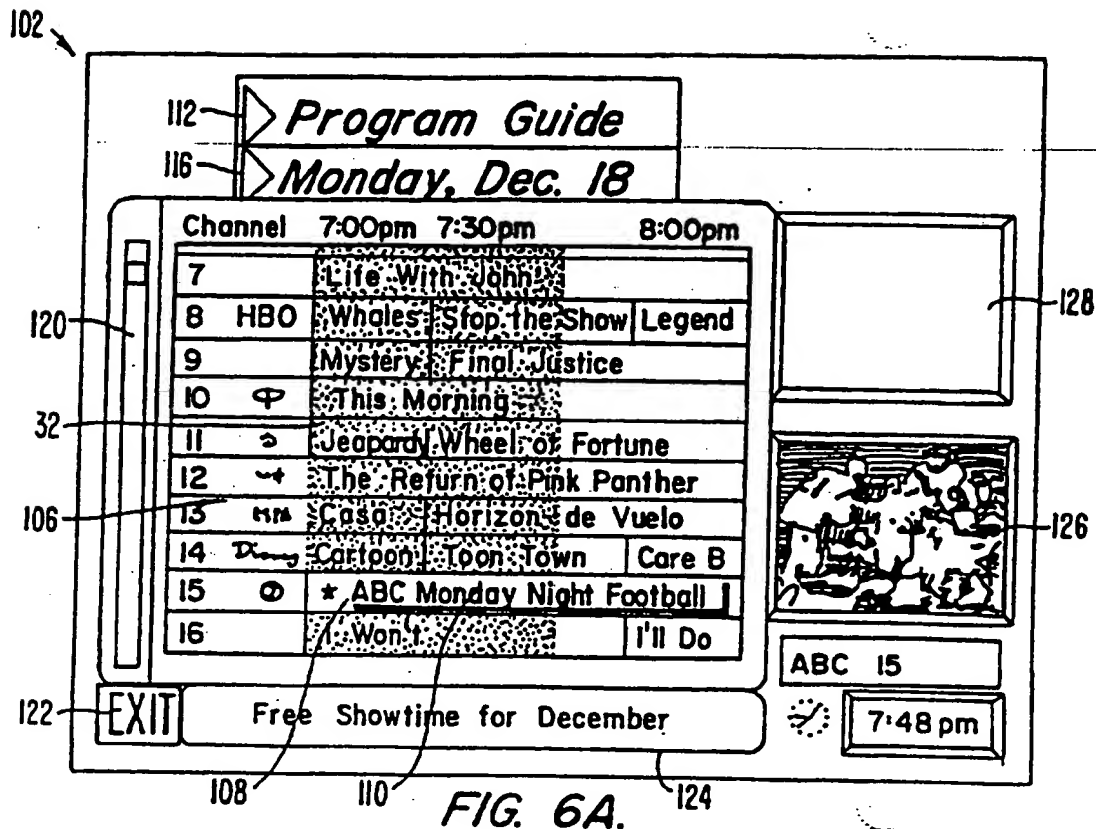 102
112
Program Guide
116
Monday, Dec. 18
Channel 7:00pm 7:30pm 8:00pm
7 Life With John
120
8 HBO Whales Stop the Show Legend
128
9 Mystery Final Justice
10 This Morning
32
11 Jeopardy Wheel of Fortune
12 The Return of Pink Panther
106
13 Casa Horizon de Vuelo
126
14 Disney Cartoon Toon Town Care B
15 * ABC Monday Night Football
16 I Won't I'll Do
ABC 15
122
EXIT Free Showtime for December
7:48 pm
108 110 124
FIG. 6A.